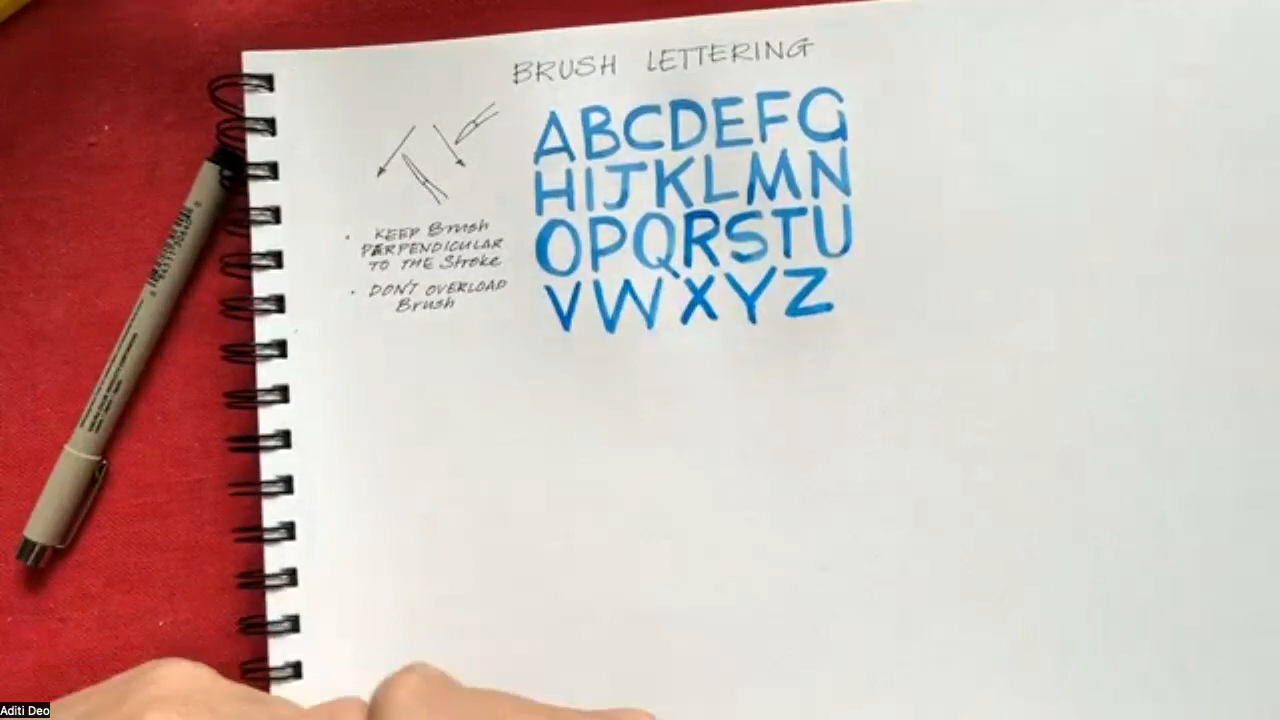 BRUSH LETTERING
ABCDEFG
HIJKLMN
OPQRSTU
VWXYZ
· KEEP Brush
PERPENDICULAR
TO THE Stroke
· DON'T OVERLOAD
Brush
Aditi Deo